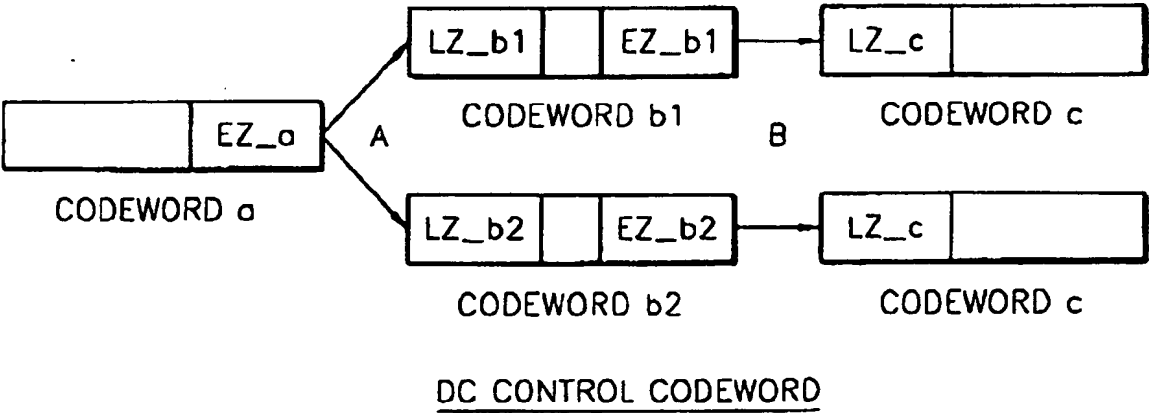 LZ_b1 EZ_b1 LZ_c
CODEWORD b1 CODEWORD c
EZ_a A B
CODEWORD a
LZ_b2 EZ_b2 LZ_c
CODEWORD b2 CODEWORD c
DC CONTROL CODEWORD